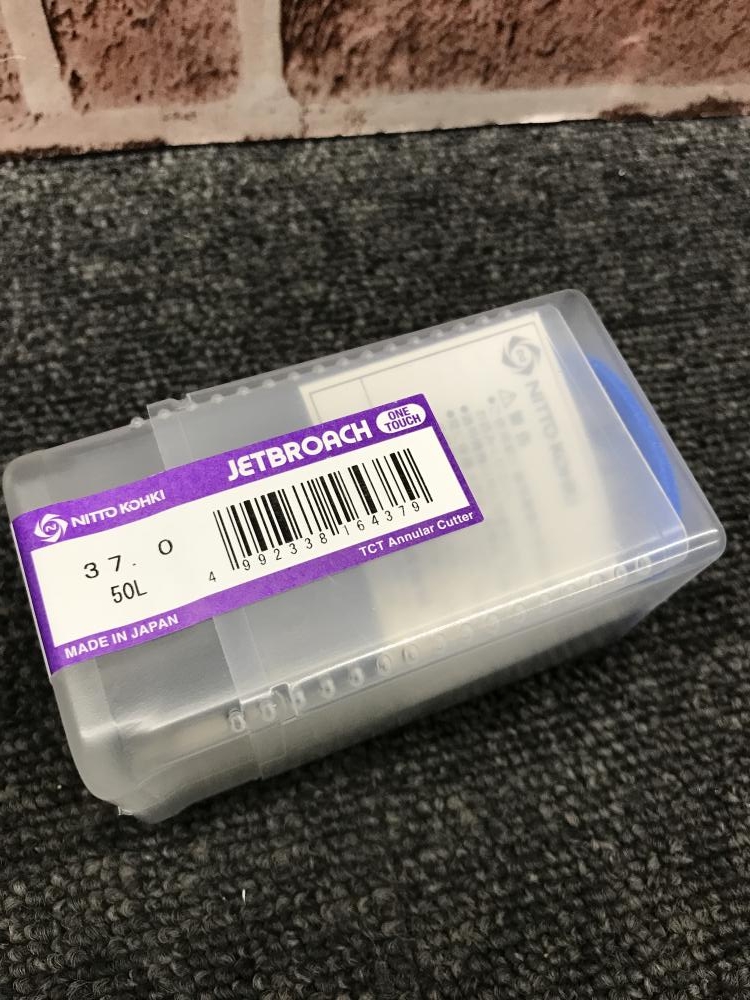 NITTO KOHKI
JETBROACH
ONE
TOUCH
37.0
50L
4 992338 164379
TCT Annular Cutter
MADE IN JAPAN
NITTO KOHKI